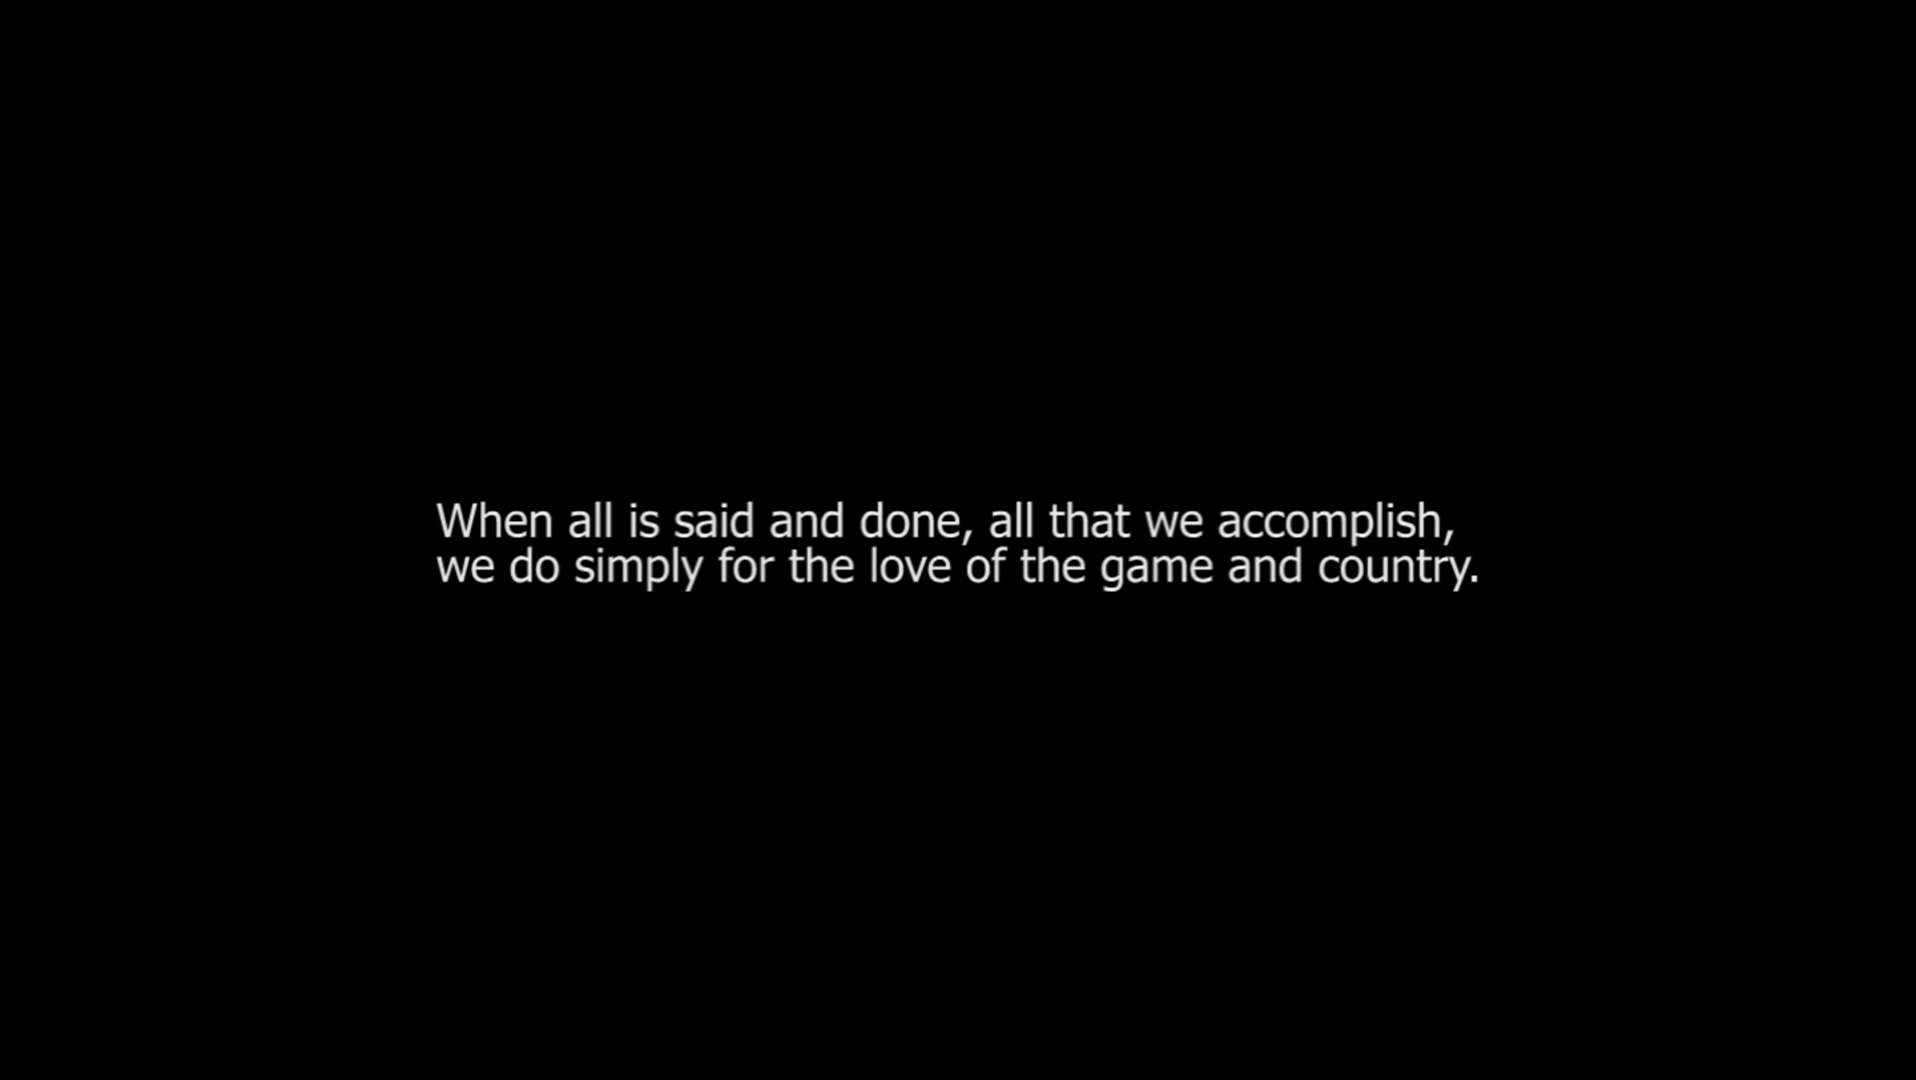 When all is said and done, all that we accomplish,
we do simply for the love of the game and country.